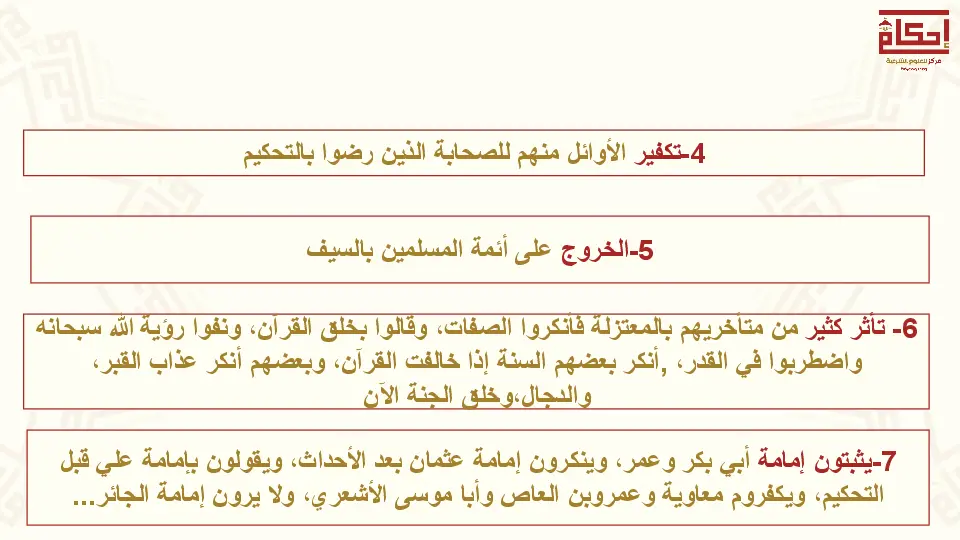 إحكام
مركز للعلوم الشرعية
4-تكفير الأوائل منهم للصحابة الذين رضوا بالتحكيم
5-الخروج على أئمة المسلمين بالسيف
6- تأثر كثير من متأخريهم بالمعتزلة فأنكروا الصفات، وقالوا بخلق القرآن، ونفوا رؤية الله سبحانه
واضطربوا في القدر، ,أنكر بعضهم السنة إذا خالفت القرآن، وبعضهم أنكر عذاب القبر،
والدجال،وخلق الجنة الآن
7-يثبتون إمامة أبي بكر وعمر، وينكرون إمامة عثمان بعد الأحداث، ويقولون بإمامة علي قبل
التحكيم، ويكفروم معاوية وعمروبن العاص وأبا موسى الأشعري، ولا يرون إمامة الجائر...